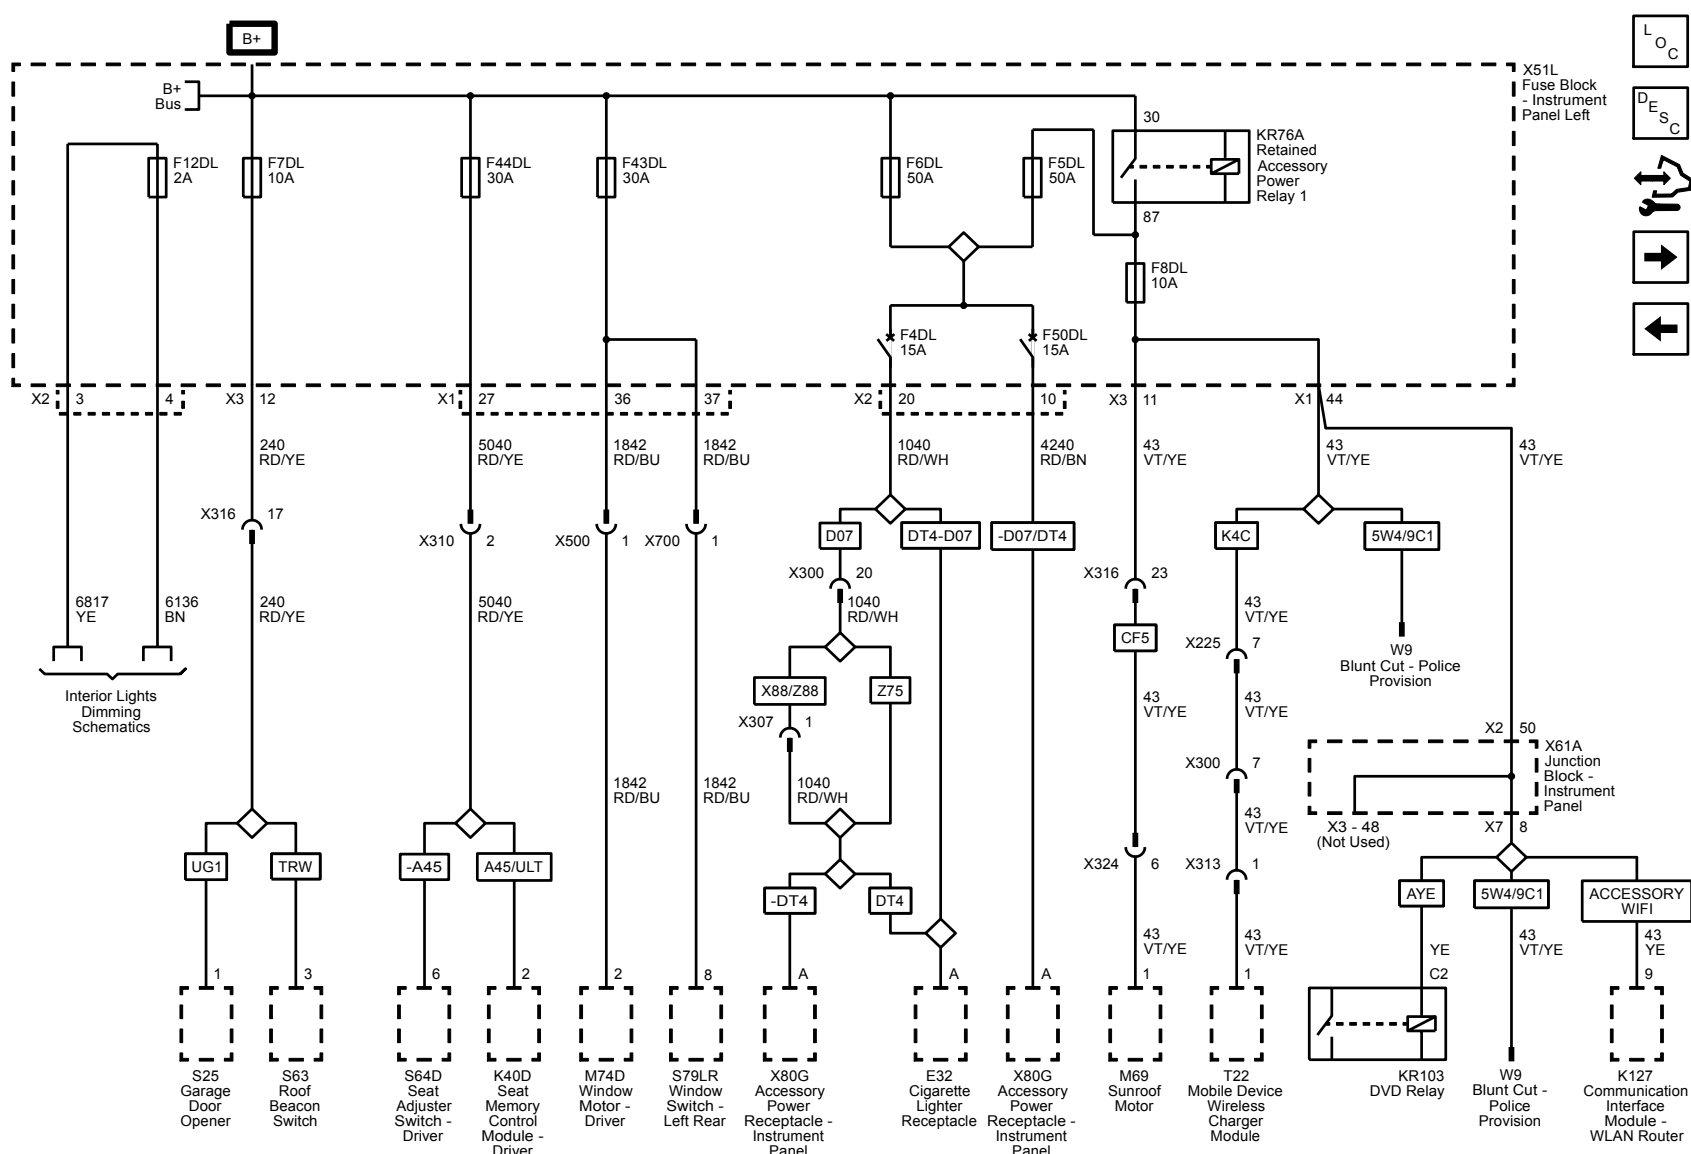 B+
L
O
C
D
E
S
C
B+
Bus
X51L
Fuse Block
- Instrument
Panel Left
30
KR76A
Retained
Accessory
Power
Relay 1
87
F12DL
2A
F7DL
10A
F44DL
30A
F43DL
30A
F6DL
50A
F5DL
50A
F8DL
10A
F4DL
15A
F50DL
15A
X2
3
4
X3
12
X1
27
36
37
X2
20
10
X3
11
X1
44
240
RD/YE
5040
RD/YE
1842
RD/BU
1842
RD/BU
1040
RD/WH
4240
RD/BN
43
VT/YE
43
VT/YE
43
VT/YE
X316
17
X310
2
X500
1
X700
1
D07
DT4-D07
-D07/DT4
K4C
5W4/9C1
X300
20
X316
23
6817
YE
6136
BN
240
RD/YE
5040
RD/YE
1040
RD/WH
43
VT/YE
CF5
X225
7
W9
Blunt Cut - Police
Provision
Interior Lights
Dimming
Schematics
X88/Z88
Z75
X307
1
43
VT/YE
43
VT/YE
X2
50
X61A
Junction
Block -
Instrument
Panel
1842
RD/BU
1842
RD/BU
1040
RD/WH
X300
7
43
VT/YE
X3 - 48
(Not Used)
X7
8
UG1
TRW
-A45
A45/ULT
X324
6
X313
1
-DT4
DT4
AYE
5W4/9C1
ACCESSORY
WIFI
43
VT/YE
43
VT/YE
YE
43
VT/YE
43
YE
1
3
6
2
2
8
A
A
A
1
1
C2
9
S25
Garage
Door
Opener
S63
Roof
Beacon
Switch
S64D
Seat
Adjuster
Switch -
Driver
K40D
Seat
Memory
Control
Module -
Driver
M74D
Window
Motor -
Driver
S79LR
Window
Switch -
Left Rear
X80G
Accessory
Power
Receptacle -
Instrument
Panel
E32
Cigarette
Lighter
Receptacle
X80G
Accessory
Power
Receptacle -
Instrument
Panel
M69
Sunroof
Motor
T22
Mobile Device
Wireless
Charger
Module
KR103
DVD Relay
W9
Blunt Cut -
Police
Provision
K127
Communication
Interface
Module -
WLAN Router